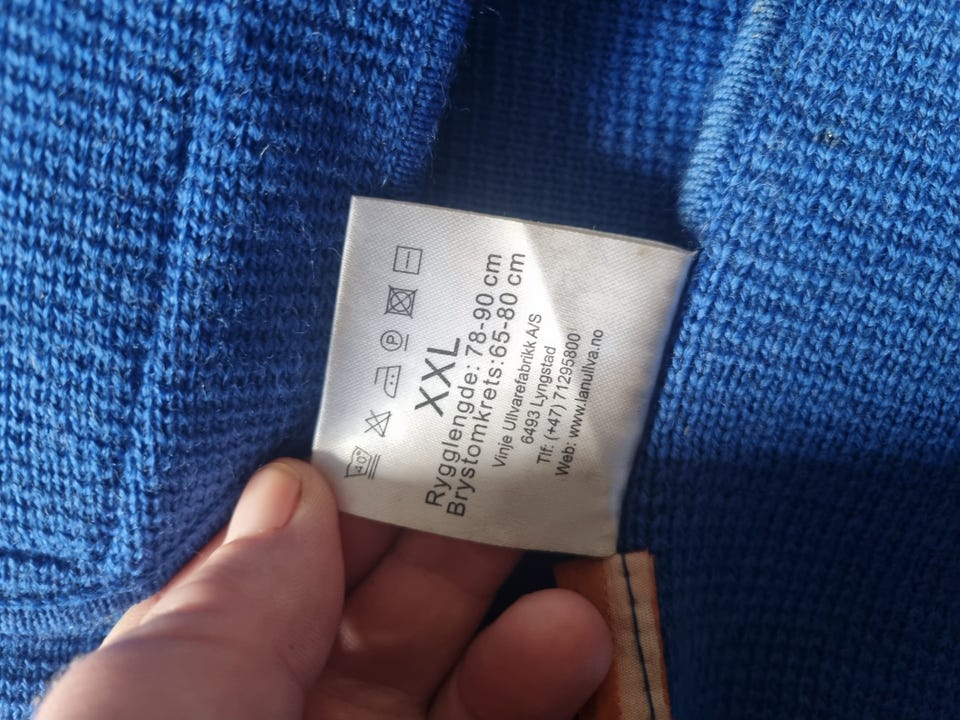 40°
P
XXL
Rygglengde: 78-90 cm
Brystomkrets:65-80 cm
Vinje Ullvarefabrikk A/S
6493 Lyngstad
Tlf: (+47) 71295800
Web: www.lanullva.no